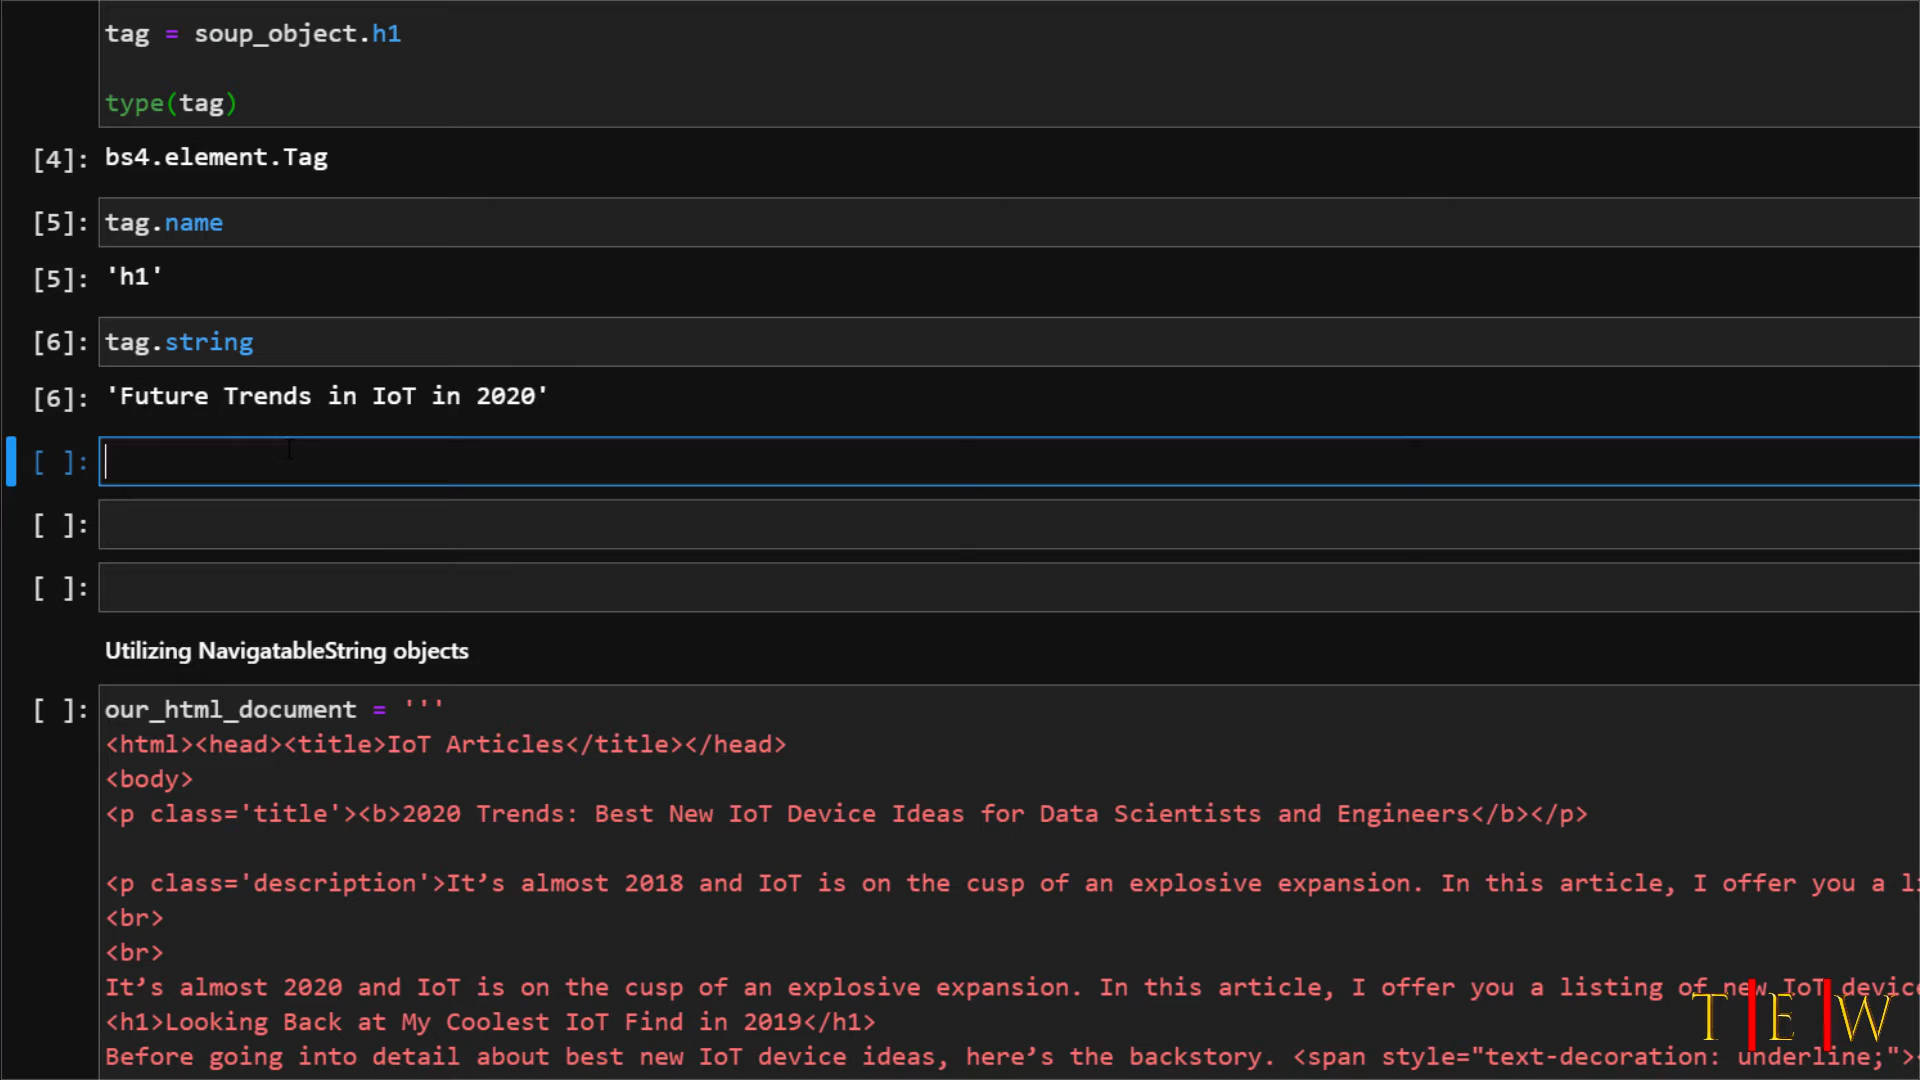 tag = soup_object.h1
type(tag)
[4]: bs4.element.Tag
[5]: tag.name
[5]: 'h1'
[6]: tag.string
[6]: 'Future Trends in IoT in 2020'
[ ]:
[ ]:
[ ]:
Utilizing NavigatableString objects
[ ]: our_html_document = '''
<html><head><title>IoT Articles</title></head>
<body>
<p class='title'><b>2020 Trends: Best New IoT Device Ideas for Data Scientists and Engineers</b></p>
<p class='description'>It’s almost 2018 and IoT is on the cusp of an explosive expansion. In this article, I offer you a
<br>
<br>
It’s almost 2020 and IoT is on the cusp of an explosive expansion. In this article, I offer you a listing of new IoT
<h1>Looking Back at My Coolest IoT Find in 2019</h1>
Before going into detail about best new IoT device ideas, here’s the backstory. <span style="text-decoration: underline;">
T|E|W